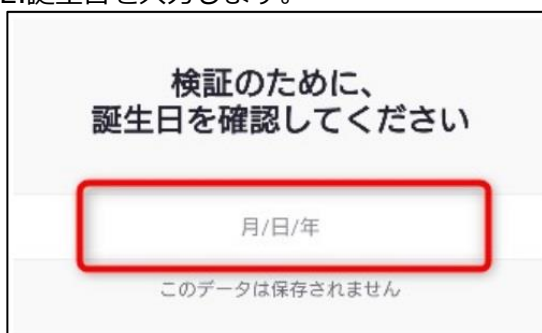 2.誕生日を入力します。
検証のために、
誕生日を確認してください
月/日/年
このデータは保存されません